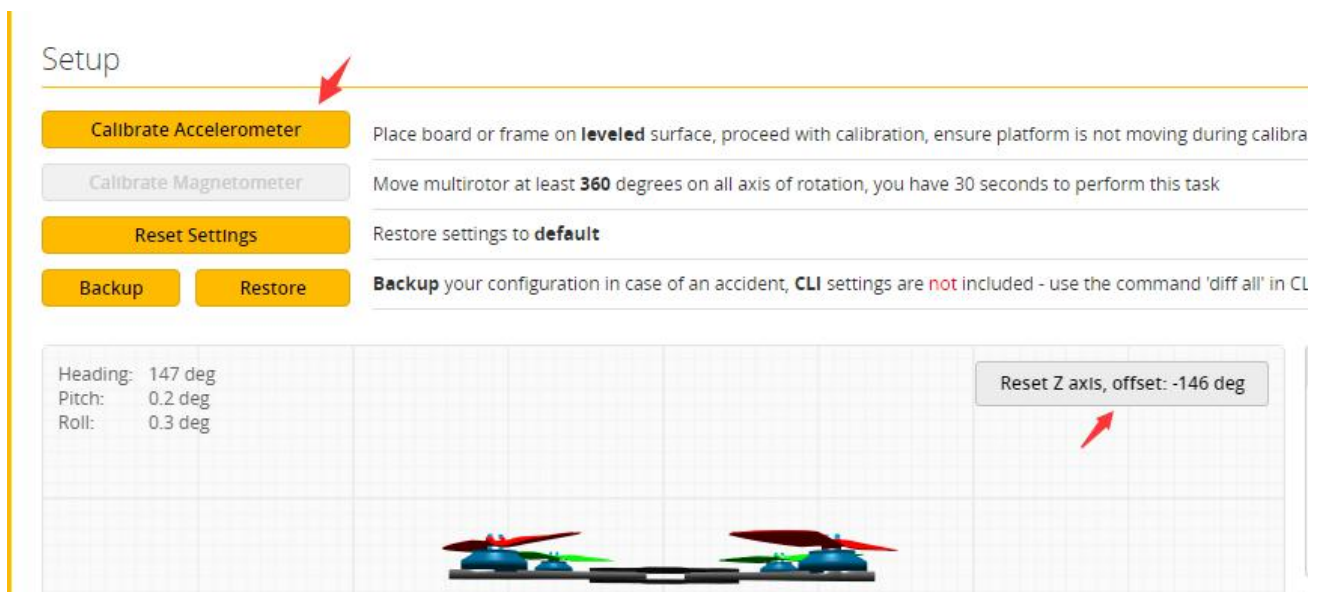 Setup
Calibrate Accelerometer
Place board or frame on leveled surface, proceed with calibration, ensure platform is not moving during calibra
Calibrate Magnetometer
Move multirotor at least 360 degrees on all axis of rotation, you have 30 seconds to perform this task
Reset Settings
Restore settings to default
Backup
Restore
Backup your configuration in case of an accident, CLI settings are not included - use the command 'diff all' in CL
Heading: 147 deg
Pitch: 0.2 deg
Roll: 0.3 deg
Reset Z axis, offset: -146 deg